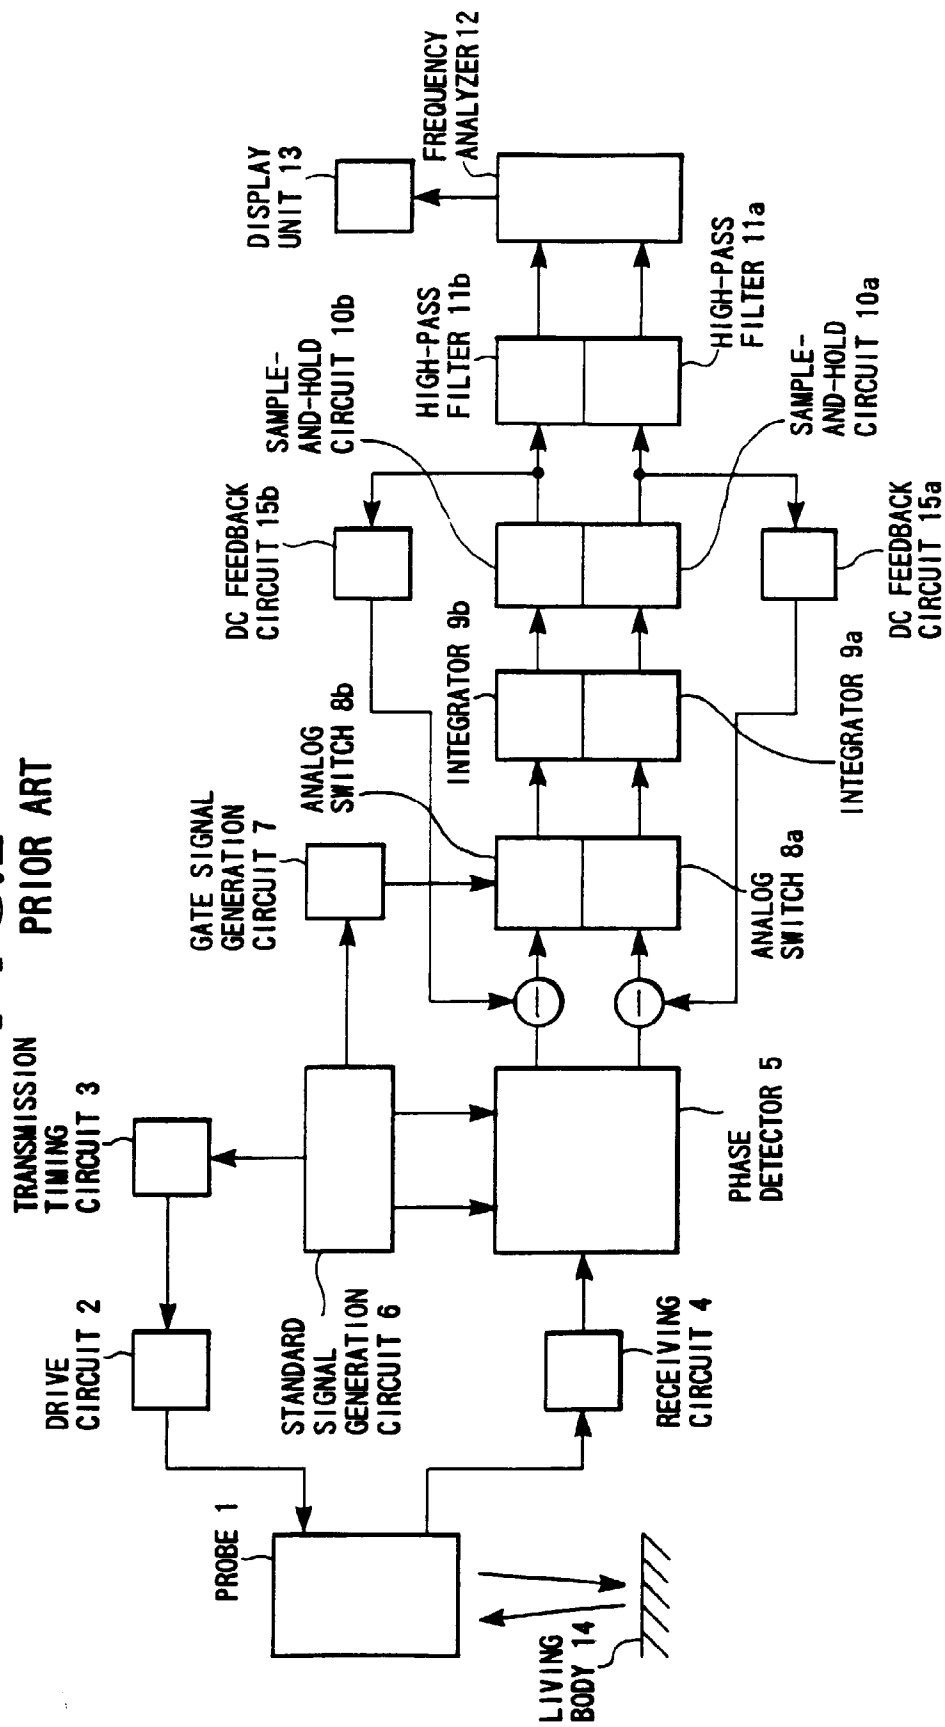 PRIOR ART
TRANSMISSION
TIMING
CIRCUIT 3
DRIVE
CIRCUIT 2
PROBE 1
LIVING
BODY 14
STANDARD
SIGNAL
GENERATION
CIRCUIT 6
RECEIVING
CIRCUIT 4
PHASE
DETECTOR 5
GATE SIGNAL
GENERATION
CIRCUIT 7
ANALOG
SWITCH 8b
ANALOG
SWITCH 8a
INTEGRATOR 9b
INTEGRATOR 9a
DC FEEDBACK
CIRCUIT 15b
DC FEEDBACK
CIRCUIT 15a
SAMPLE-
AND-HOLD
CIRCUIT 10b
SAMPLE-
AND-HOLD
CIRCUIT 10a
HIGH-PASS
FILTER 11b
HIGH-PASS
FILTER 11a
DISPLAY
UNIT 13
FREQUENCY
ANALYZER 12